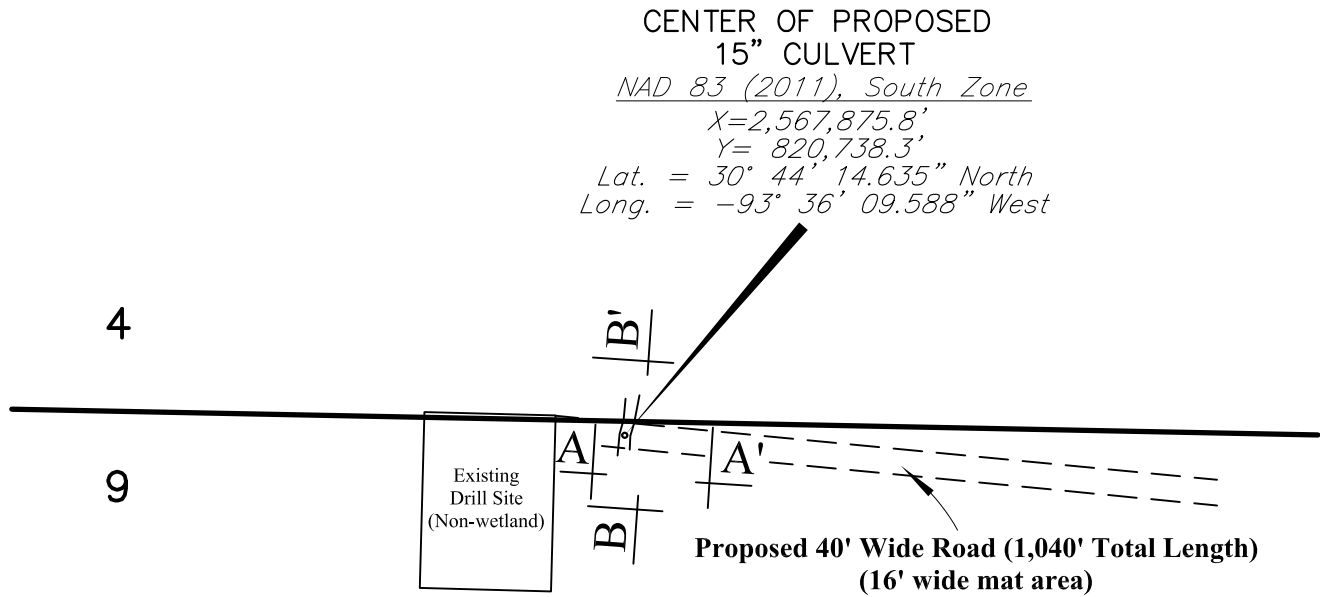 CENTER OF PROPOSED
15” CULVERT
NAD 83 (2011), South Zone
X=2,567,875.8’
Y= 820,738.3’
Lat. = 30° 44’ 14.635” North
Long. = −93° 36’ 09.588” West
4
B'
A
A'
9
Existing
Drill Site
(Non-wetland)
B
Proposed 40' Wide Road (1,040' Total Length)
(16' wide mat area)